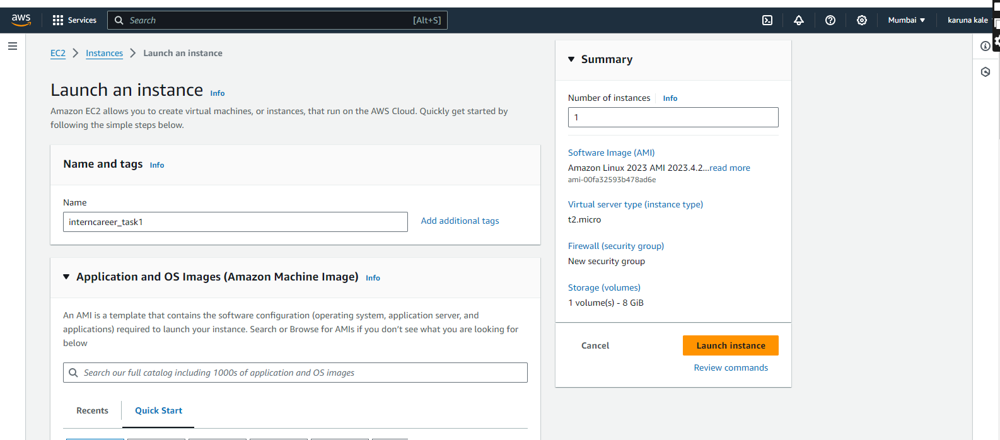 aws
Services
Search
[Alt+S]
Mumbai
karuna kale
EC2 Instances Launch an instance
Launch an instance Info
Amazon EC2 allows you to create virtual machines, or instances, that run on the AWS Cloud. Quickly get started by
following the simple steps below.
Name and tags Info
Name
interncareer_task1
Add additional tags
Application and OS Images (Amazon Machine Image) Info
An AMI is a template that contains the software configuration (operating system, application server, and
applications) required to launch your instance. Search or Browse for AMIs if you don’t see what you are looking for
below
Search our full catalog including 1000s of application and OS images
Recents
Quick Start
Summary
Number of instances Info
1
Software Image (AMI)
Amazon Linux 2023 AMI 2023.4.2...read more
ami-00fa32593b478ad6e
Virtual server type (instance type)
t2.micro
Firewall (security group)
New security group
Storage (volumes)
1 volume(s) - 8 GiB
Cancel
Launch instance
Review commands